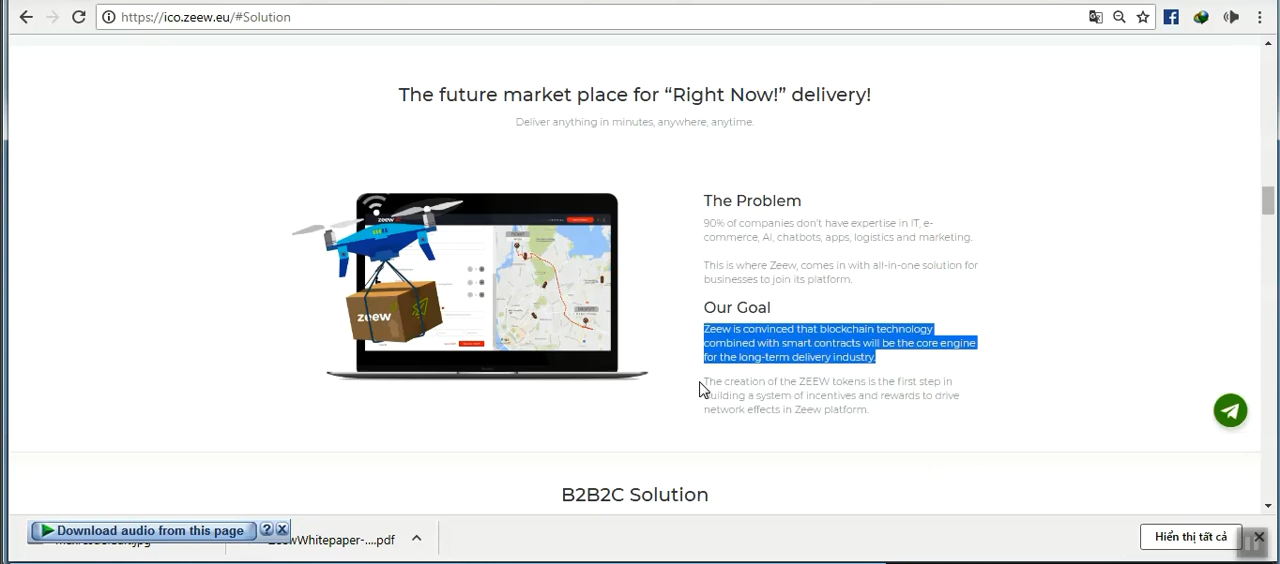 https://ico.zeew.eu/#Solution
The future market place for “Right Now!” delivery!
Deliver anything in minutes, anywhere, anytime.
zeew
zeew
The Problem
90% of companies don't have expertise in IT, e-
commerce, AI, chatbots, apps, logistics and marketing.
This is where Zeew, comes in with all-in-one solution for
businesses to join its platform.
Our Goal
Zeew is convinced that blockchain technology
combined with smart contracts will be the core engine
for the long-term delivery industry.
The creation of the ZEEW tokens is the first step in
building a system of incentives and rewards to drive
network effects in Zeew platform.
B2B2C Solution
Download audio from this page
ZeewWhitepaper-....pdf
Hiển thị tất cả